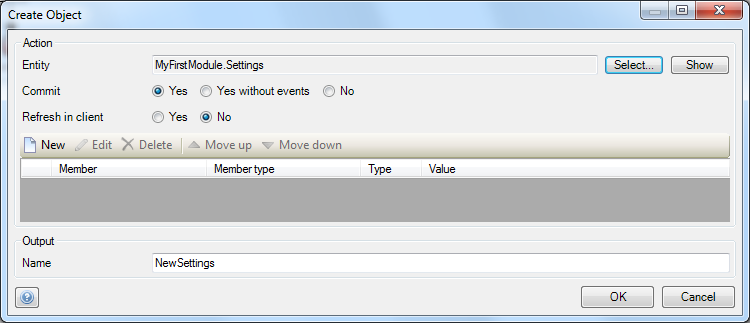 Create Object
Action
Entity MyFirstModule.Settings Select... Show
Commit Yes Yes without events No
Refresh in client Yes No
New Edit Delete Move up Move down
Member Member type Type Value
Output
Name NewSettings
? OK Cancel